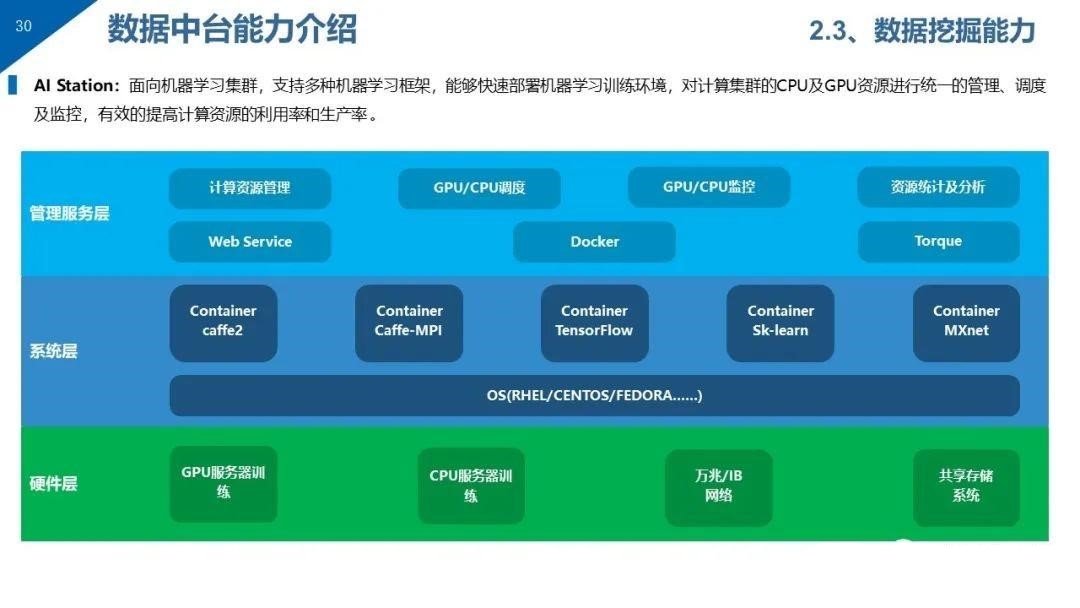 30
数据中台能力介绍
2.3、数据挖掘能力
AI Station：面向机器学习集群，支持多种机器学习框架，能够快速部署机器学习训练环境，对计算集群的CPU及GPU资源进行统一的管理、调度
及监控，有效的提高计算资源的利用率和生产率。
管理服务层
计算资源管理
GPU/CPU调度
GPU/CPU监控
资源统计及分析
Web Service
Docker
Torque
系统层
Container
caffe2
Container
Caffe-MPI
Container
TensorFlow
Container
Sk-learn
Container
MXnet
OS(RHEL/CENTOS/FEDORA……)
硬件层
GPU服务器训
练
CPU服务器训
练
万兆/IB
网络
共享存储
系统